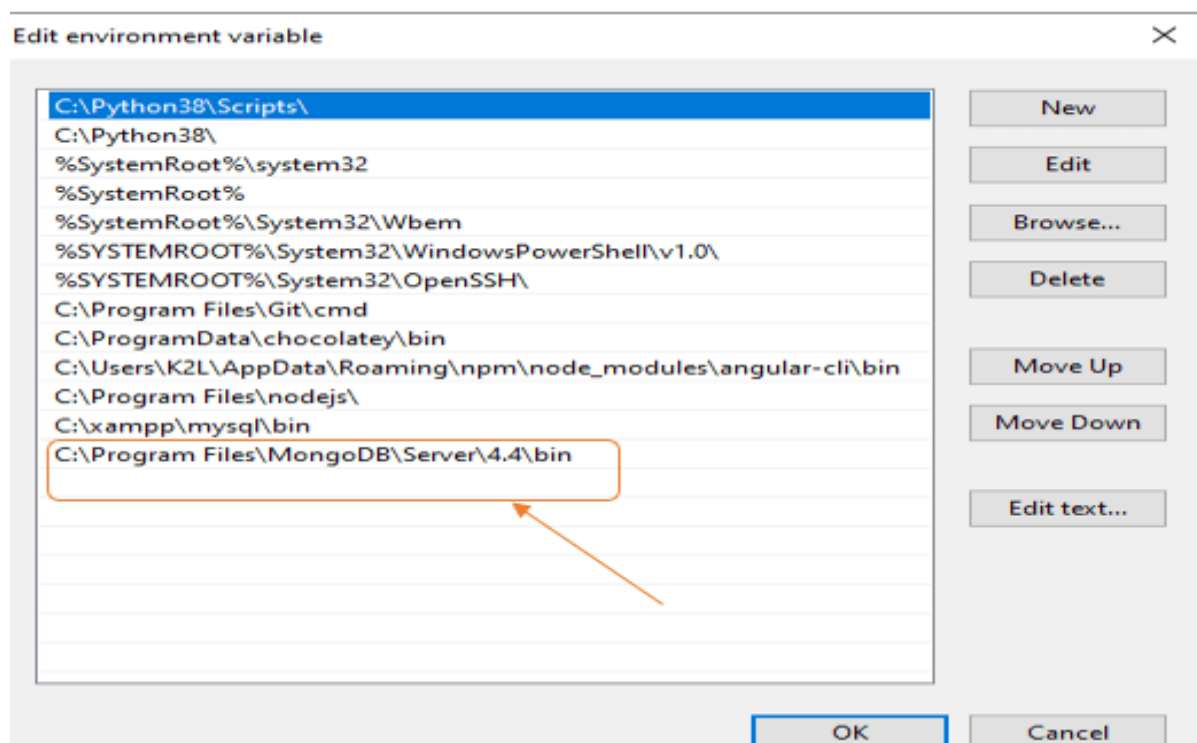 Edit environment variable
C:\Python38\Scripts\
C:\Python38\
%SystemRoot%\system32
%SystemRoot%
%SystemRoot%\System32\Wbem
%SYSTEMROOT%\System32\WindowsPowerShell\v1.0\
%SYSTEMROOT%\System32\OpenSSH\
C:\Program Files\Git\cmd
C:\ProgramData\chocolatey\bin
C:\Users\K2L\AppData\Roaming\npm\node_modules\angular-cli\bin
C:\Program Files\nodejs\
C:\xampp\mysql\bin
C:\Program Files\MongoDB\Server\4.4\bin
New
Edit
Browse...
Delete
Move Up
Move Down
Edit text...
OK
Cancel